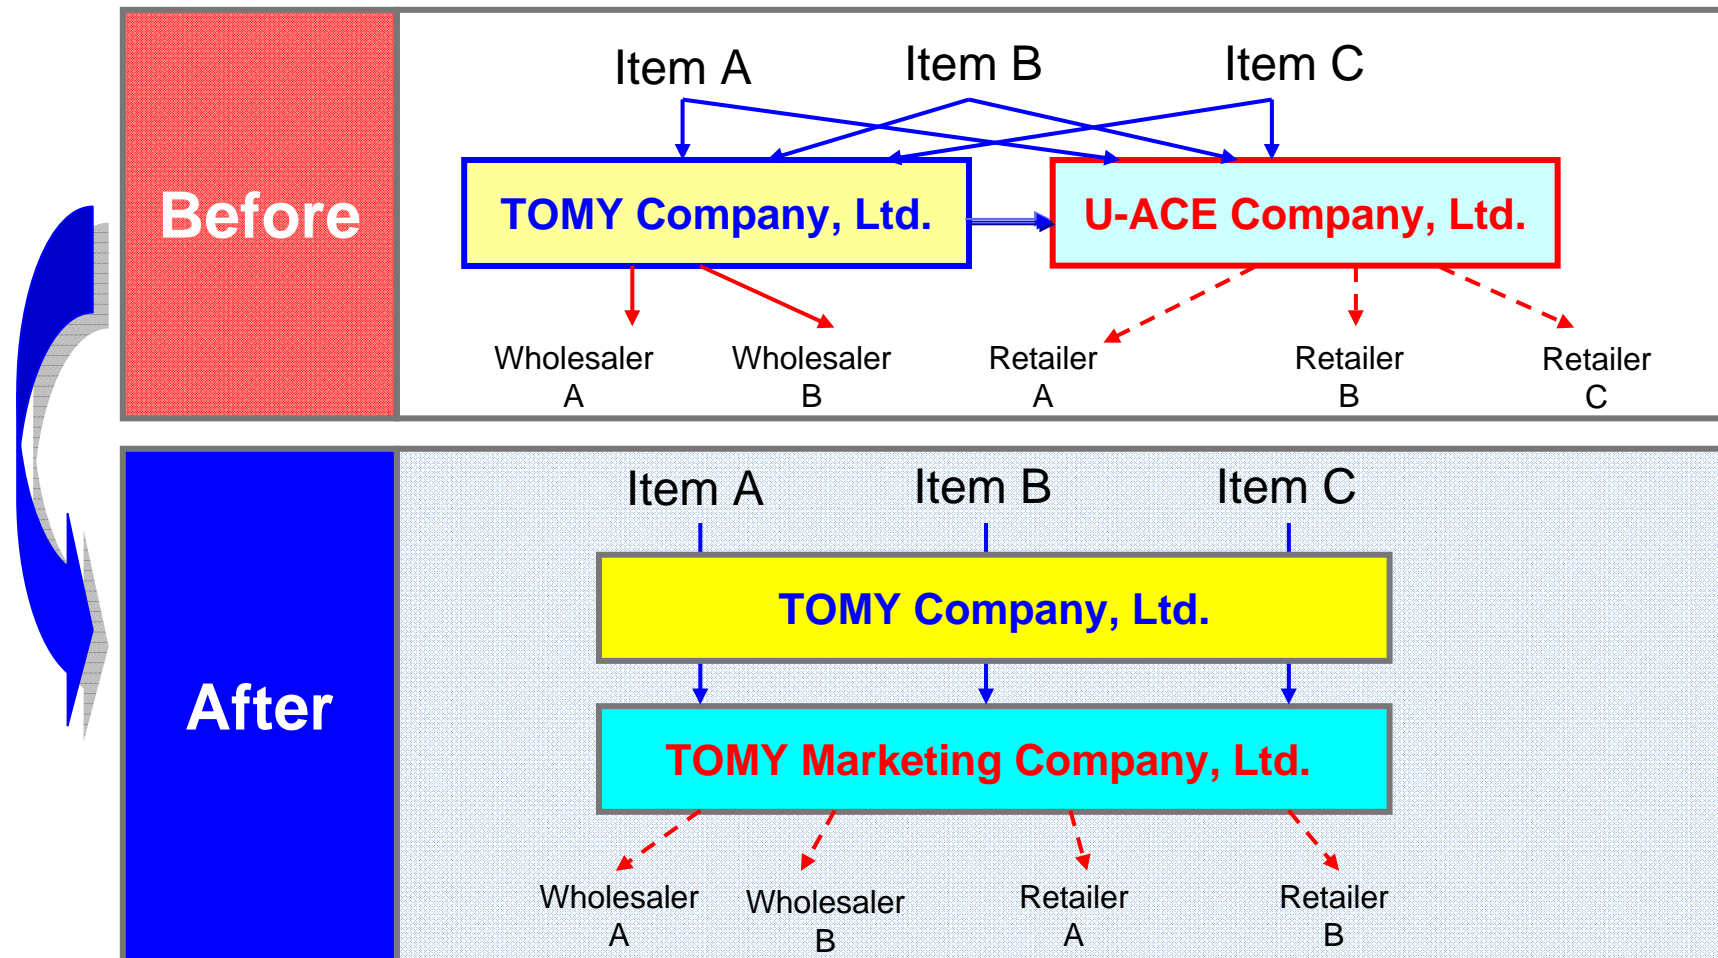 Before
Item A
Item B
Item C
TOMY Company, Ltd.
U-ACE Company, Ltd.
Wholesaler
A
Wholesaler
B
Retailer
A
Retailer
B
Retailer
C
After
Item A
Item B
Item C
TOMY Company, Ltd.
TOMY Marketing Company, Ltd.
Wholesaler
A
Wholesaler
B
Retailer
A
Retailer
B